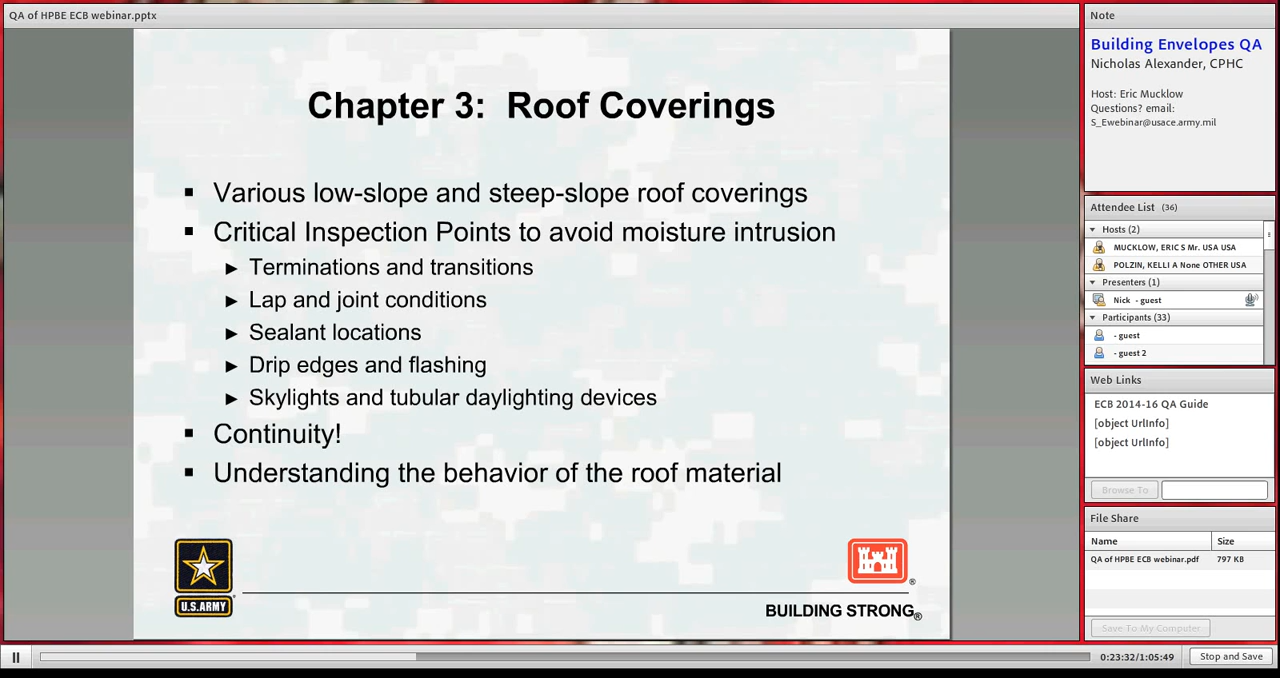 QA of HPBE ECB webinar.pptx
Chapter 3: Roof Coverings
▪ Various low-slope and steep-slope roof coverings
▪ Critical Inspection Points to avoid moisture intrusion
► Terminations and transitions
► Lap and joint conditions
► Sealant locations
► Drip edges and flashing
► Skylights and tubular daylighting devices
▪ Continuity!
▪ Understanding the behavior of the roof material
U.S.ARMY
®
BUILDING STRONG®
Note
Building Envelopes QA
Nicholas Alexander, CPHC
Host: Eric Mucklow
Questions? email:
S_Ewebinar@usace.army.mil
Attendee List (36)
Hosts (2)
MUCKLOW, ERIC S Mr. USA USA
POLZIN, KELLI A None OTHER USA
Presenters (1)
Nick - guest
Participants (33)
- guest
- guest 2
Web Links
ECB 2014-16 QA Guide
[object UrlInfo]
[object UrlInfo]
Browse To
File Share
Name Size
QA of HPBE ECB webinar.pdf 797 KB
Save To My Computer
0:23:32/1:05:49 Stop and Save